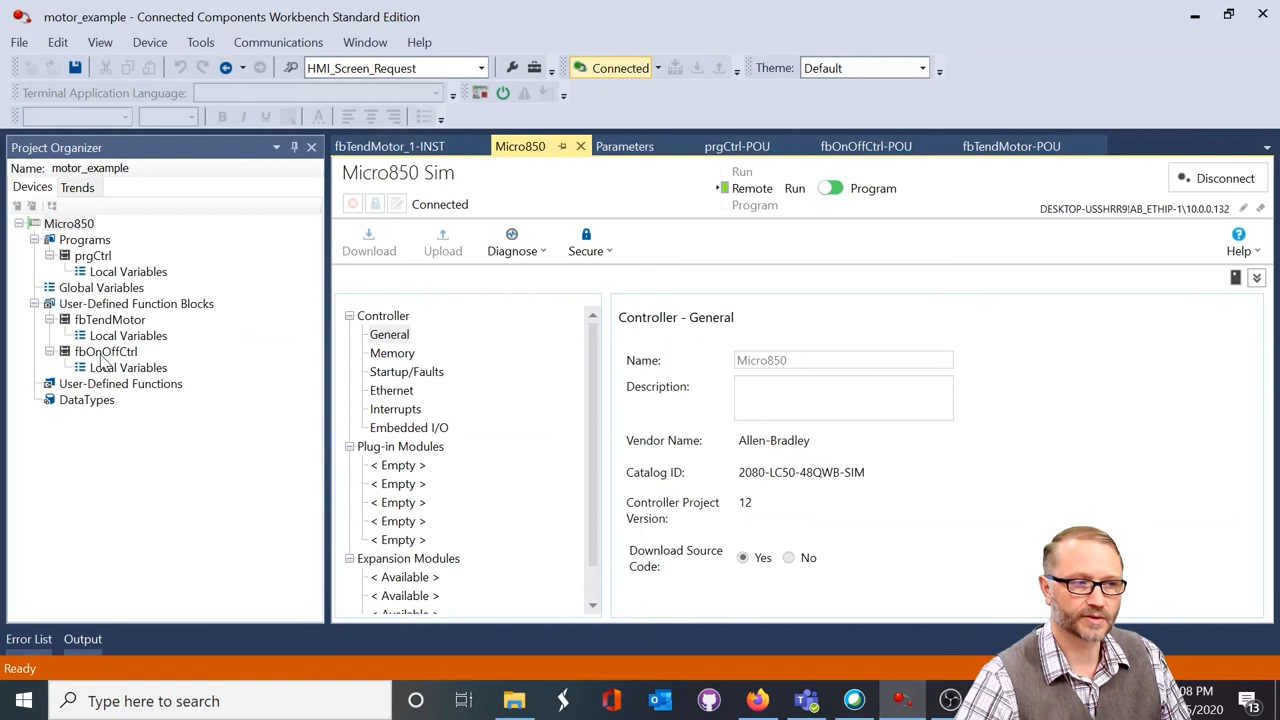 motor_example - Connected Components Workbench Standard Edition
File Edit View Device Tools Communications Window Help
HMI_Screen_Request Connected Theme: Default
Terminal Application Language:
B I U A
Project Organizer
Name: motor_example
Devices Trends
Micro850
Programs
prgCtrl
Local Variables
Global Variables
User-Defined Function Blocks
fbTendMotor
Local Variables
fbOnOffCtrl
Local Variables
User-Defined Functions
DataTypes
fbTendMotor_1-INST Micro850 Parameters prgCtrl-POU fbOnOffCtrl-POU fbTendMotor-POU
Micro850 Sim
Connected
Run
Remote Run Program
Program
Disconnect
DESKTOP-USSHRR9!AB_ETHIP-1\10.0.0.132
Download Upload Diagnose Secure Help
Controller
General
Memory
Startup/Faults
Ethernet
Interrupts
Embedded I/O
Plug-in Modules
< Empty >
< Empty >
< Empty >
< Empty >
< Empty >
Expansion Modules
< Available >
< Available >
Controller - General
Name: Micro850
Description:
Vendor Name: Allen-Bradley
Catalog ID: 2080-LC50-48QWB-SIM
Controller Project
Version: 12
Download Source
Code: Yes No
Error List Output
Ready
Type here to search
:08 PM
/2020
13